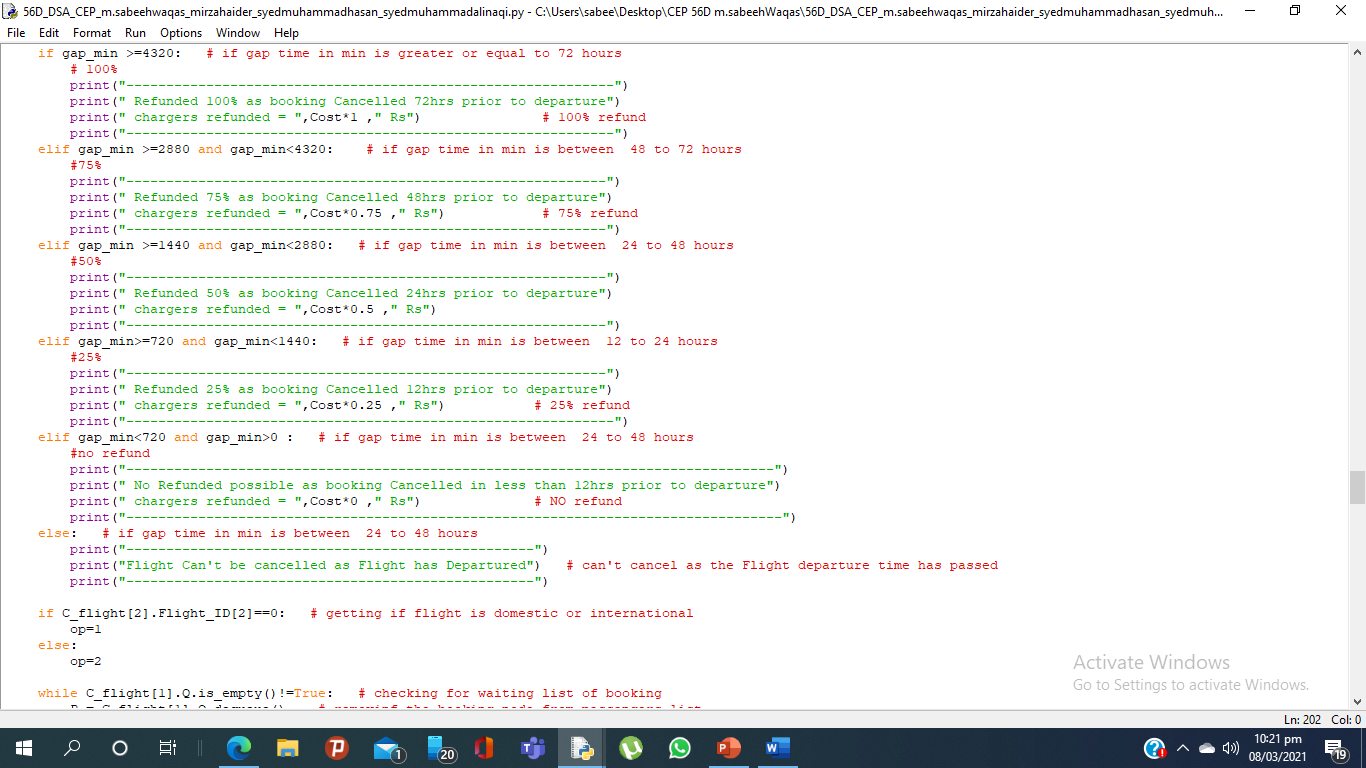 56D_DSA_CEP_m.sabeehwaqas_mirzahaider_syedmuhammadhasan_syedmuhammadalinaqi.py - C:\Users\sabee\Desktop\CEP 56D m.sabeehWaqas\56D_DSA_CEP_m.sabeehwaqas_mirzahaider_syedmuhammadhasan_syedmuh...
File Edit Format Run Options Window Help
if gap_min >=4320:   # if gap time in min is greater or equal to 72 hours
    # 100%
    print("-------------------------------------------------------------")
    print(" Refunded 100% as booking Cancelled 72hrs prior to departure")
    print(" chargers refunded = ",Cost*1 ," Rs")               # 100% refund
    print("-------------------------------------------------------------")
elif gap_min >=2880 and gap_min<4320:    # if gap time in min is between  48 to 72 hours
    #75%
    print("------------------------------------------------------------")
    print(" Refunded 75% as booking Cancelled 48hrs prior to departure")
    print(" chargers refunded = ",Cost*0.75 ," Rs")            # 75% refund
    print("------------------------------------------------------------")
elif gap_min >=1440 and gap_min<2880:   # if gap time in min is between  24 to 48 hours
    #50%
    print("------------------------------------------------------------")
    print(" Refunded 50% as booking Cancelled 24hrs prior to departure")
    print(" chargers refunded = ",Cost*0.5 ," Rs")
    print("------------------------------------------------------------")
elif gap_min>=720 and gap_min<1440:   # if gap time in min is between  12 to 24 hours
    #25%
    print("------------------------------------------------------------")
    print(" Refunded 25% as booking Cancelled 12hrs prior to departure")
    print(" chargers refunded = ",Cost*0.25 ," Rs")           # 25% refund
    print("-------------------------------------------------------------")
elif gap_min<720 and gap_min>0 :   # if gap time in min is between  24 to 48 hours
    #no refund
    print("---------------------------------------------------------------------------------")
    print(" No Refunded possible as booking Cancelled in less than 12hrs prior to departure")
    print(" chargers refunded = ",Cost*0 ," Rs")              # NO refund
    print("----------------------------------------------------------------------------------")
else:   # if gap time in min is between  24 to 48 hours
    print("---------------------------------------------------")
    print("Flight Can't be cancelled as Flight has Departured")   # can't cancel as the Flight departure time has passed
    print("---------------------------------------------------")
if C_flight[2].Flight_ID[2]==0:   # getting if flight is domestic or international
    op=1
else:
    op=2
while C_flight[1].Q.is_empty()!=True:   # checking for waiting list of booking
Activate Windows
Go to Settings to activate Windows.
Ln: 202 Col: 0
1
20
10:21 pm
08/03/2021
19